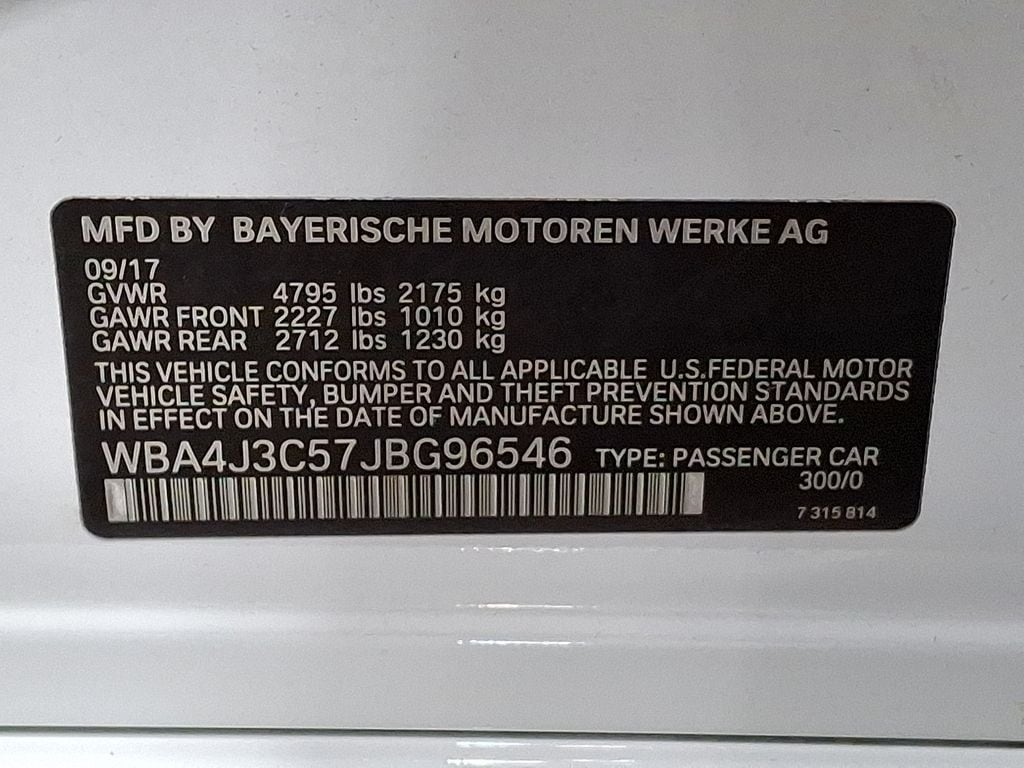 MFD BY BAYERISCHE MOTOREN WERKE AG
09/17
GVWR 4795 lbs 2175 kg
GAWR FRONT 2227 lbs 1010 kg
GAWR REAR 2712 lbs 1230 kg
THIS VEHICLE CONFORMS TO ALL APPLICABLE U.S.FEDERAL MOTOR
VEHICLE SAFETY, BUMPER AND THEFT PREVENTION STANDARDS
IN EFFECT ON THE DATE OF MANUFACTURE SHOWN ABOVE.
WBA4J3C57JBG96546 TYPE: PASSENGER CAR
300/0
7 315 814